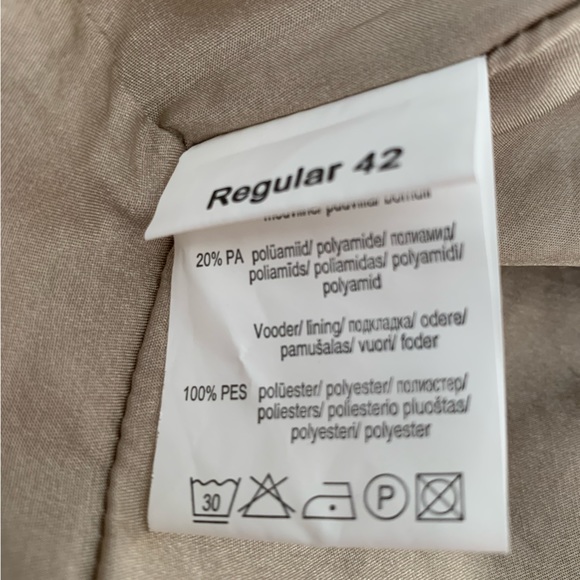 Regular 42
20% PA polüamiid/ polyamide/ полиамид/
poliamīds/ poliamidas/ polyamidi/
polyamid
Vooder/ lining/ подкладка/ odere/
pamušalas/ vuori/ foder
100% PES polüester/ polyester/ полиэстер/
poliesters/ poliesterio pluoštas/
polyesteri/ polyester
30 P